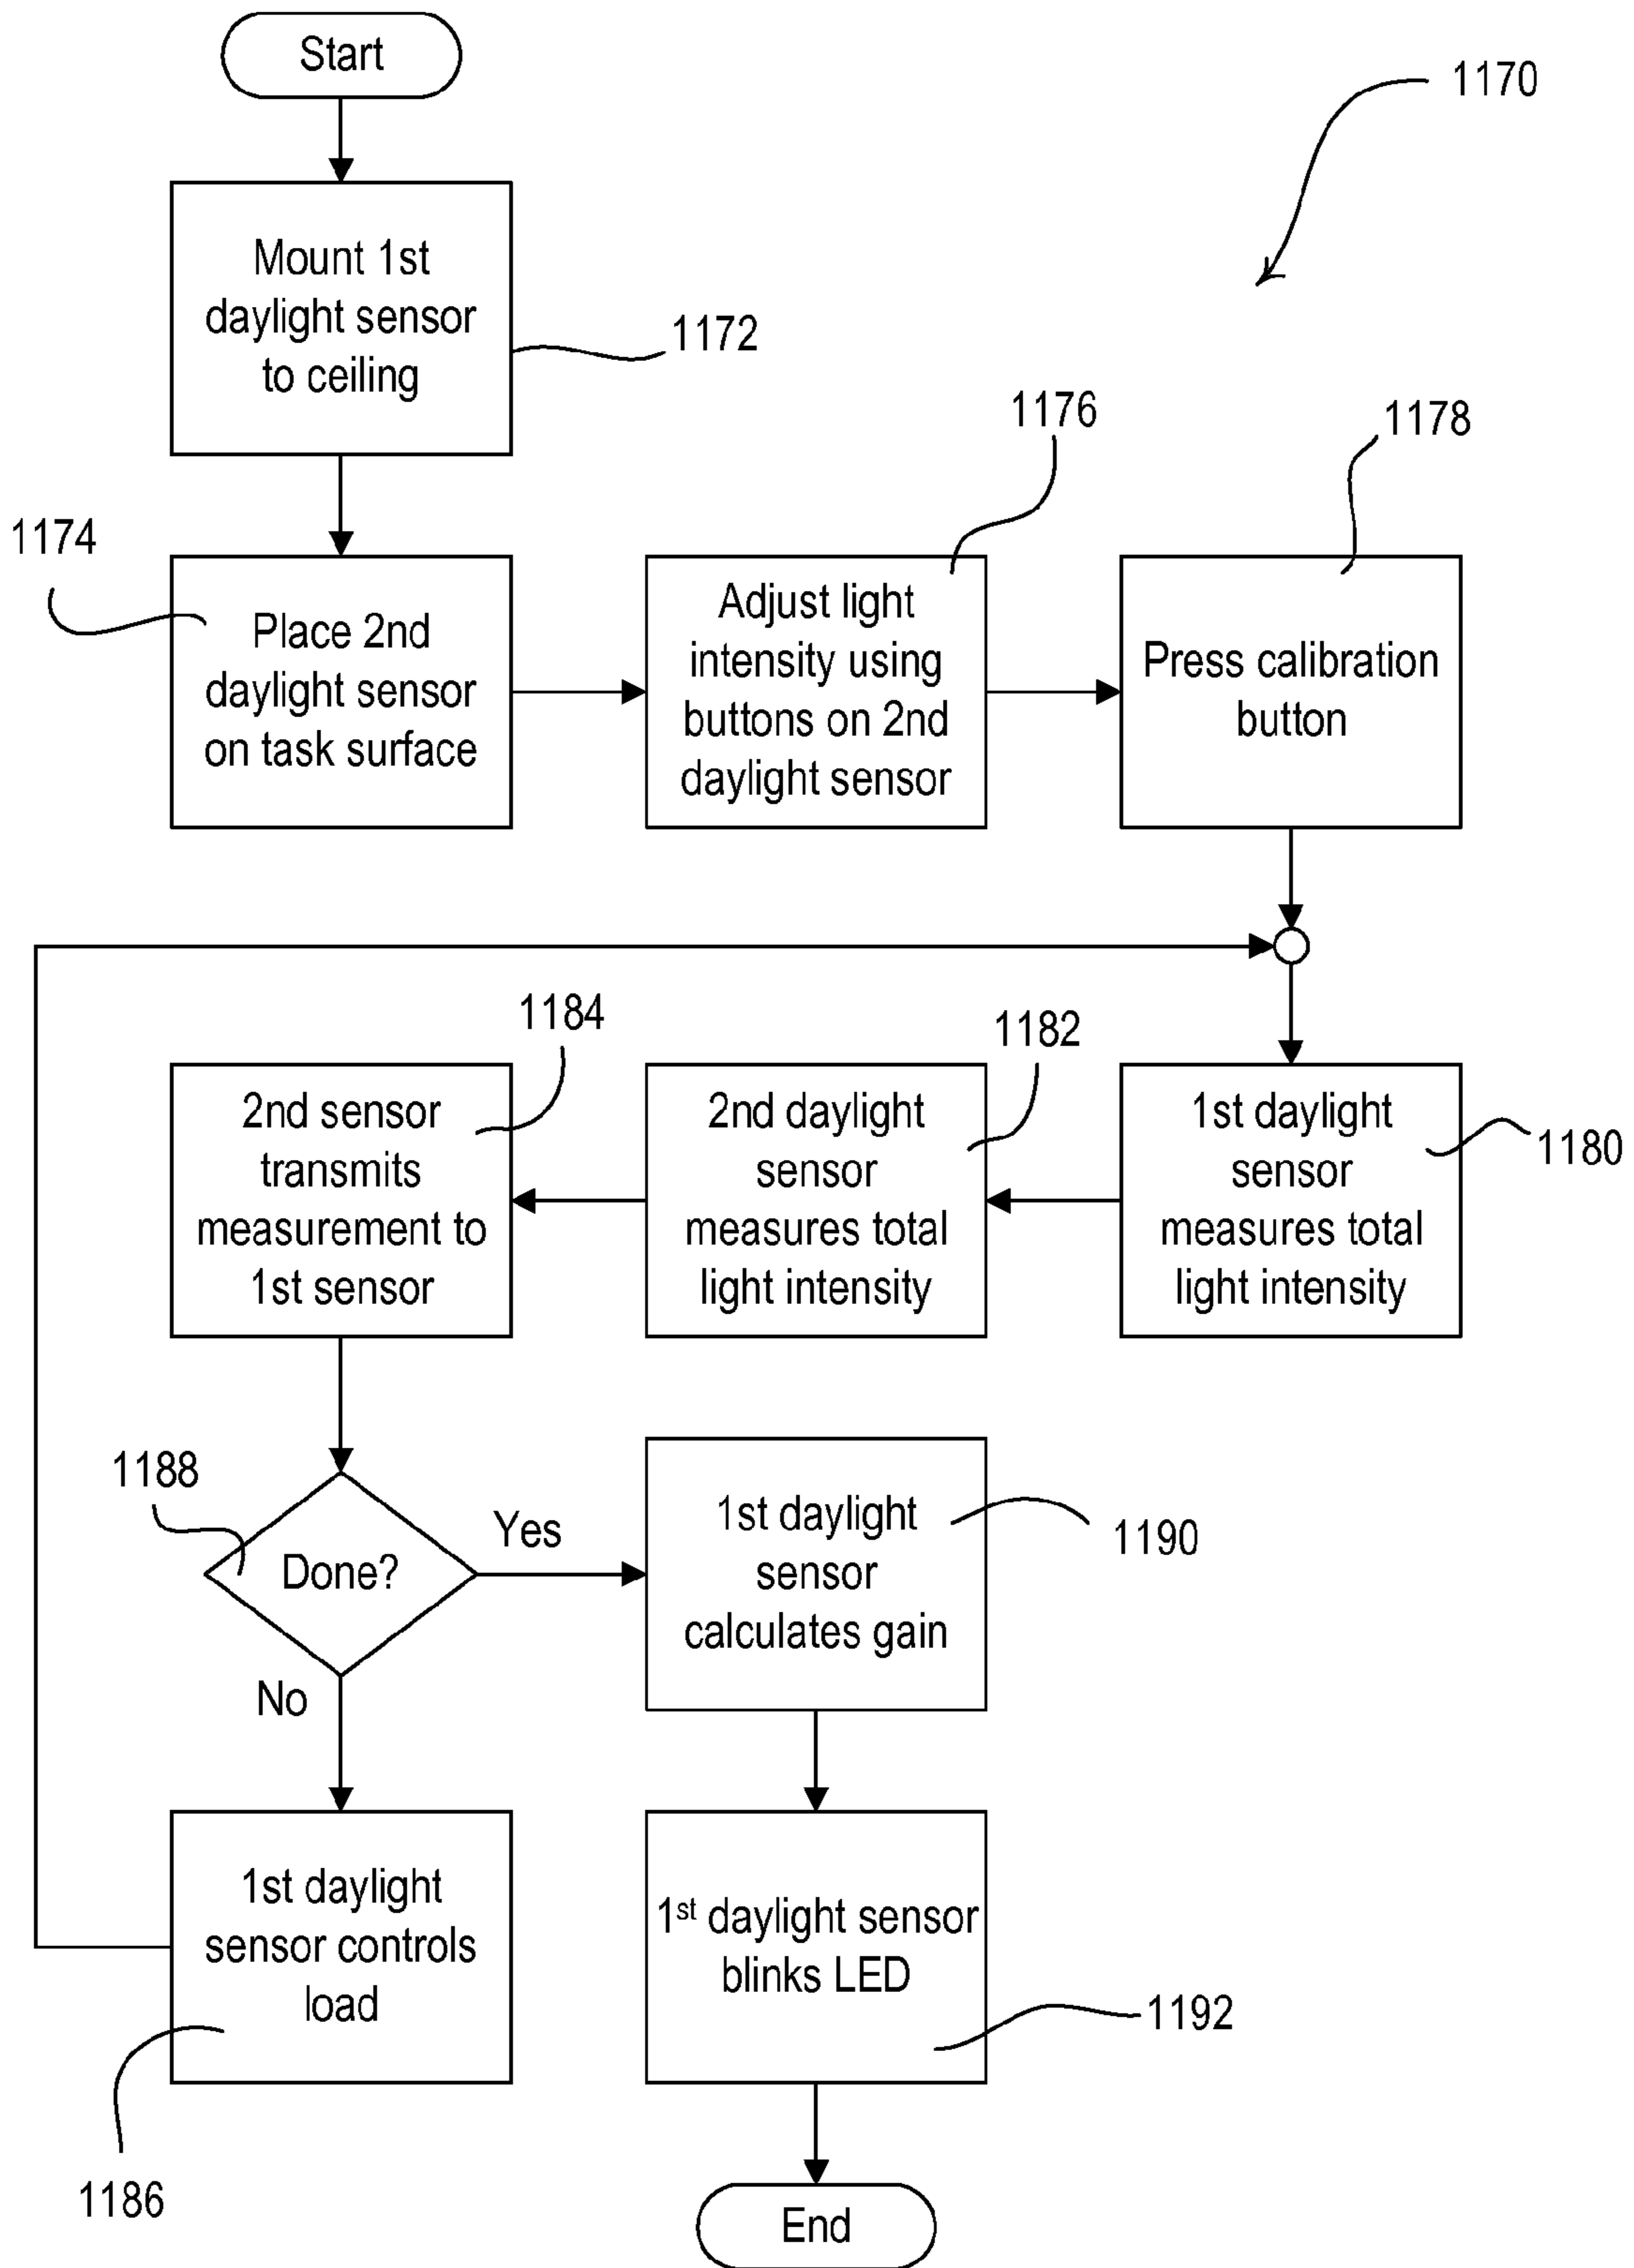 Start
1170
Mount 1st
daylight sensor
to ceiling
1172
1176
1178
1174
Place 2nd
daylight sensor
on task surface
Adjust light
intensity using
buttons on 2nd
daylight sensor
Press calibration
button
1184
1182
1180
1st daylight
sensor
measures total
light intensity
2nd daylight
sensor
measures total
light intensity
2nd sensor
transmits
measurement to
1st sensor
1188
Done?
Yes
No
1st daylight
sensor
calculates gain
1190
1st daylight
sensor controls
load
1186
1st daylight sensor
blinks LED
1192
End